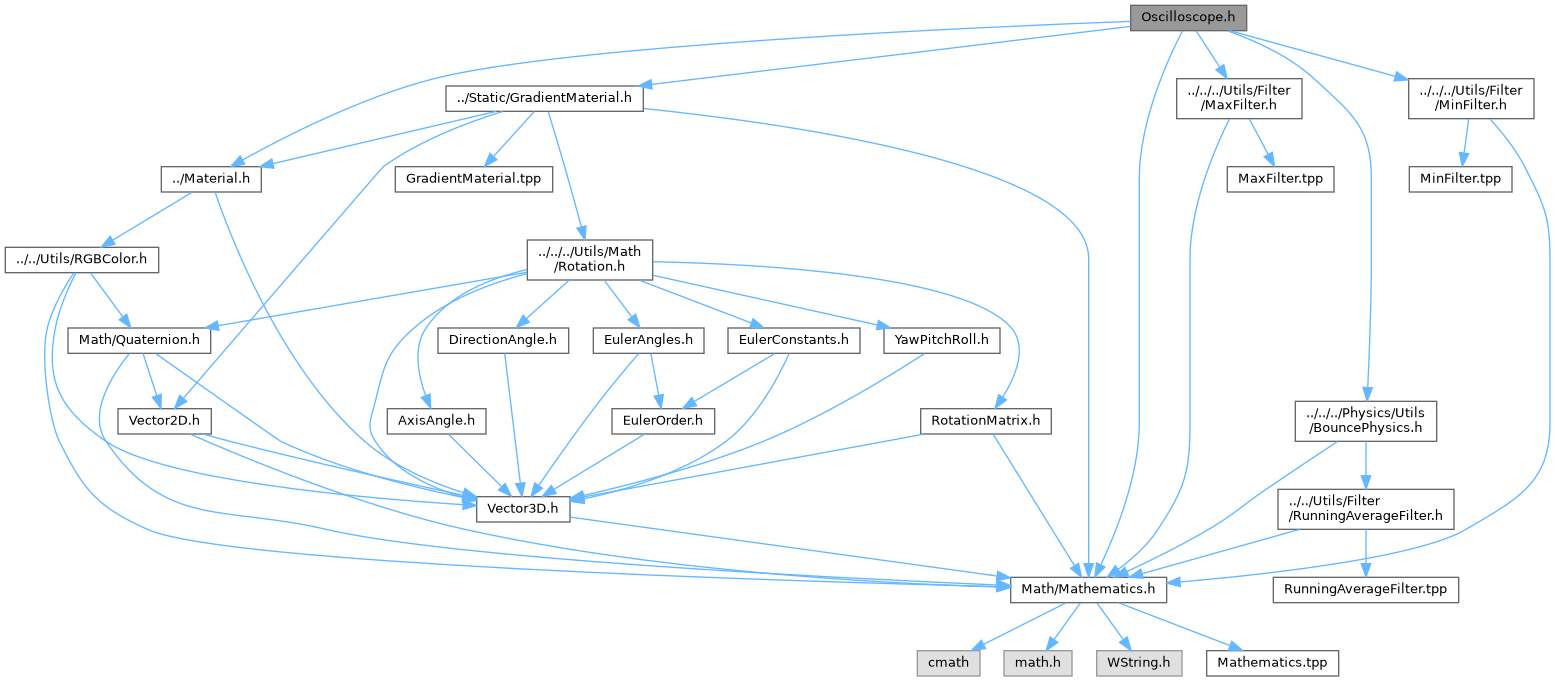 Oscilloscope.h
../Static/GradientMaterial.h
../../../Utils/Filter
/MaxFilter.h
../../../Utils/Filter
/MinFilter.h
../Material.h
GradientMaterial.tpp
MaxFilter.tpp
MinFilter.tpp
../../Utils/RGBColor.h
../../../Utils/Math
/Rotation.h
Math/Quaternion.h
DirectionAngle.h
EulerAngles.h
EulerConstants.h
YawPitchRoll.h
Vector2D.h
AxisAngle.h
EulerOrder.h
RotationMatrix.h
../../../Physics/Utils
/BouncePhysics.h
Vector3D.h
../../Utils/Filter
/RunningAverageFilter.h
Math/Mathematics.h
RunningAverageFilter.tpp
cmath
math.h
WString.h
Mathematics.tpp